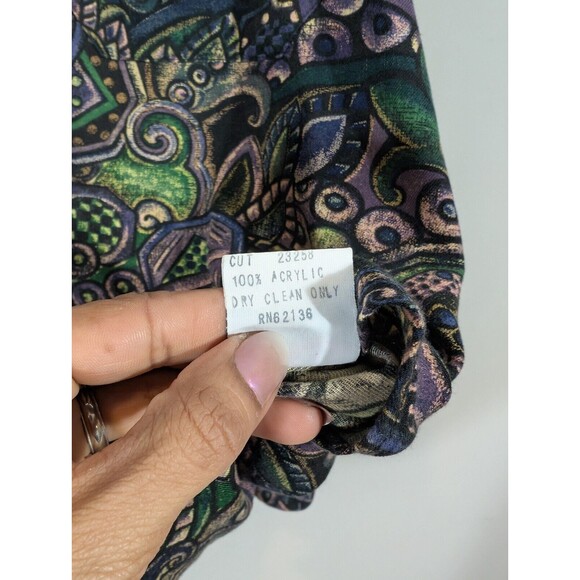 CUT 23258
100% ACRYLIC
DRY CLEAN ONLY
RN62136